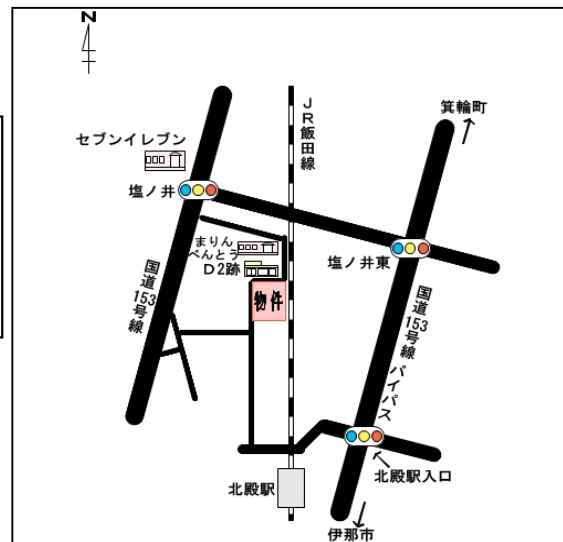 N
JR飯田線
箕輪町
セブンイレブン
塩ノ井
まりん
べんとう
D2跡
塩ノ井東
国道153号線
物件
国道153号線 バイパス
北殿駅
北殿駅入口
伊那市